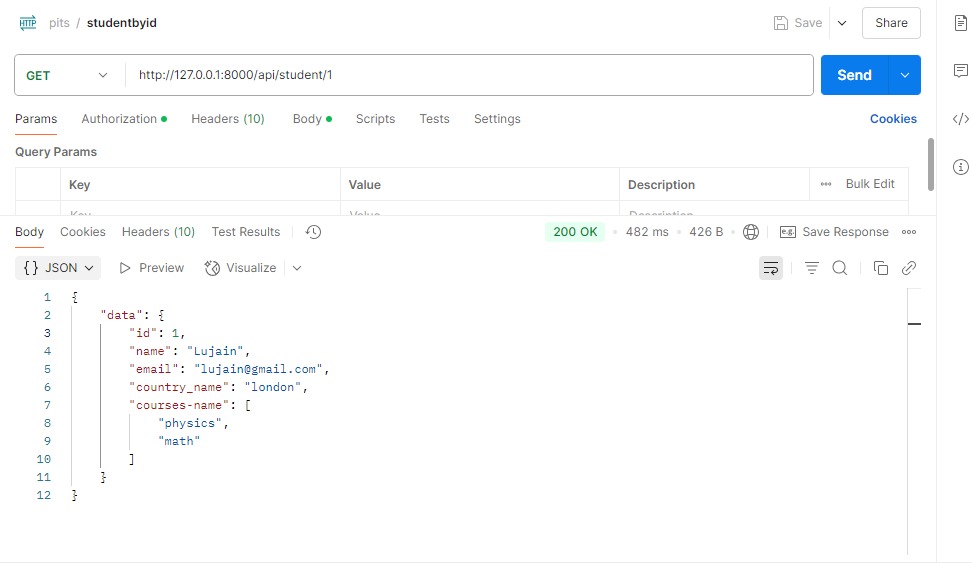 HTTP pits / studentbyid Save Share
GET http://127.0.0.1:8000/api/student/1 Send
Params Authorization Headers (10) Body Scripts Tests Settings Cookies
Query Params
Key Value Description ••• Bulk Edit
Key Value Description
Body Cookies Headers (10) Test Results 200 OK • 482 ms • 426 B • e.g. Save Response •••
{} JSON Preview Visualize
1 {
2 "data": {
3 "id": 1,
4 "name": "Lujain",
5 "email": "lujain@gmail.com",
6 "country_name": "london",
7 "courses-name": [
8 "physics",
9 "math"
10 ]
11 }
12 }